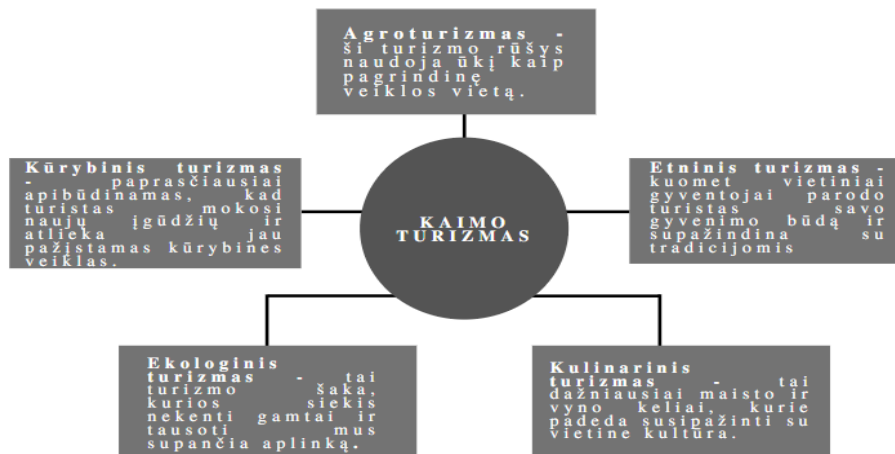 Agroturizmas -
ši turizmo rūšys
naudoja ūkį kaip
pagrindinę
veiklos vietą.
Kūrybinis turizmas
- paprasčiausiai
apibūdinamas, kad
turistas mokosi
naujų įgūdžių ir
atlieka jau
pažįstamas kūrybines
veiklas.
KAIMO
TURIZMAS
Etninis turizmas -
kuomet vietiniai
gyventojai parodo
turistas savo
gyvenimo būdą ir
supažindina su
tradicijomis
Ekologinis
turizmas - tai
turizmo šaka,
kurios siekis
nekenti gamtai ir
tausoti mus
supančia aplinką.
Kulinarinis
turizmas - tai
dažniausiai maisto ir
vyno keliai, kurie
padeda susipažinti su
vietine kultūra.